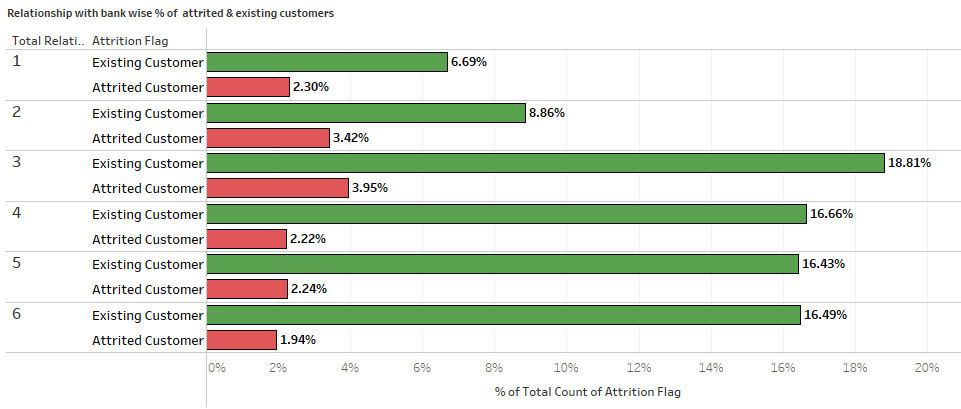 Relationship with bank wise % of attrited & existing customers
Total Relati.. Attrition Flag
1 Existing Customer 6.69%
Attrited Customer 2.30%
2 Existing Customer 8.86%
Attrited Customer 3.42%
3 Existing Customer 18.81%
Attrited Customer 3.95%
4 Existing Customer 16.66%
Attrited Customer 2.22%
5 Existing Customer 16.43%
Attrited Customer 2.24%
6 Existing Customer 16.49%
Attrited Customer 1.94%
0% 2% 4% 6% 8% 10% 12% 14% 16% 18% 20%
% of Total Count of Attrition Flag